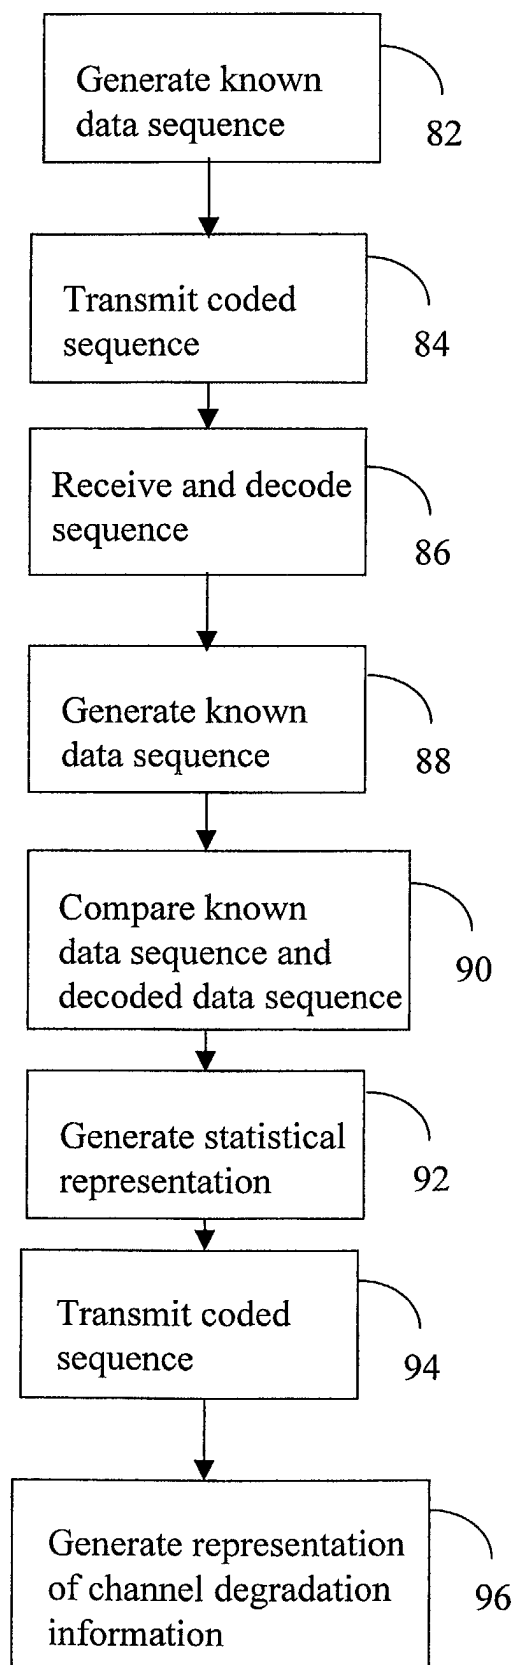 Generate known
data sequence
82
Transmit coded
sequence
84
Receive and decode
sequence
86
Generate known
data sequence
88
Compare known
data sequence and
decoded data sequence
90
Generate statistical
representation
92
Transmit coded
sequence
94
Generate representation
of channel degradation
information
96